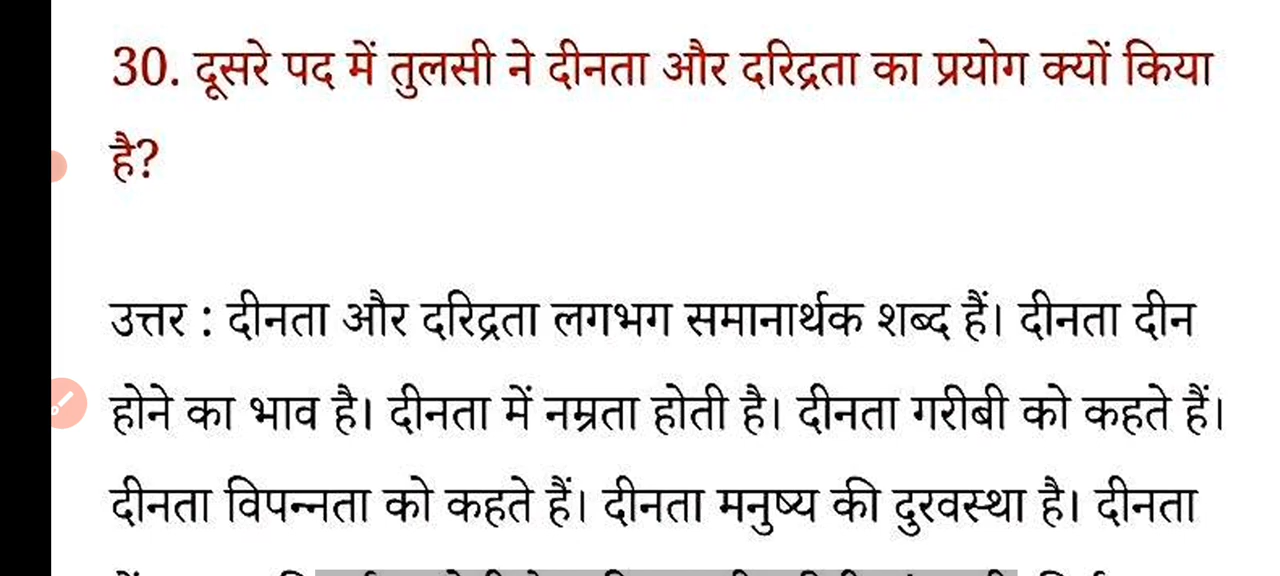 30. दूसरे पद में तुलसी ने दीनता और दरिद्रता का प्रयोग क्यों किया
है?
उत्तर : दीनता और दरिद्रता लगभग समानार्थक शब्द हैं। दीनता दीन
होने का भाव है। दीनता में नम्रता होती है। दीनता गरीबी को कहते हैं।
दीनता विपन्नता को कहते हैं। दीनता मनुष्य की दुरवस्था है। दीनता